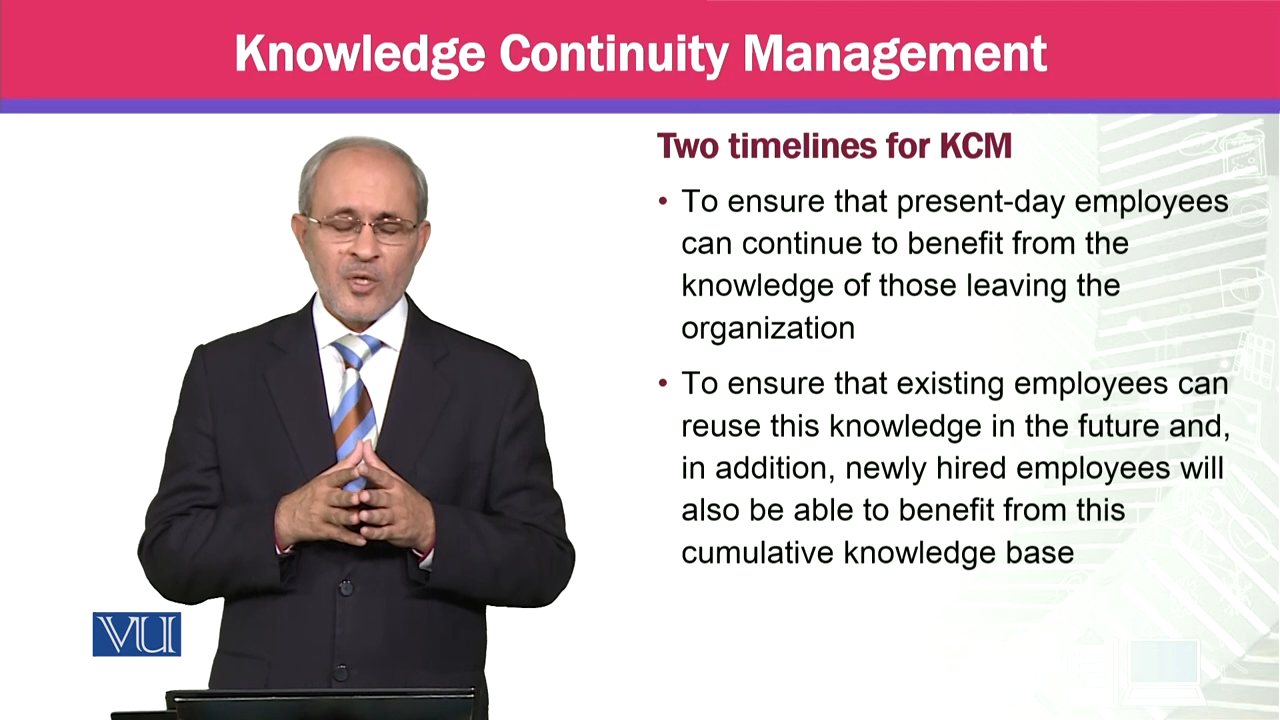 Knowledge Continuity Management
Two timelines for KCM
• To ensure that present-day employees
can continue to benefit from the
knowledge of those leaving the
organization
• To ensure that existing employees can
reuse this knowledge in the future and,
in addition, newly hired employees will
also be able to benefit from this
cumulative knowledge base
VU